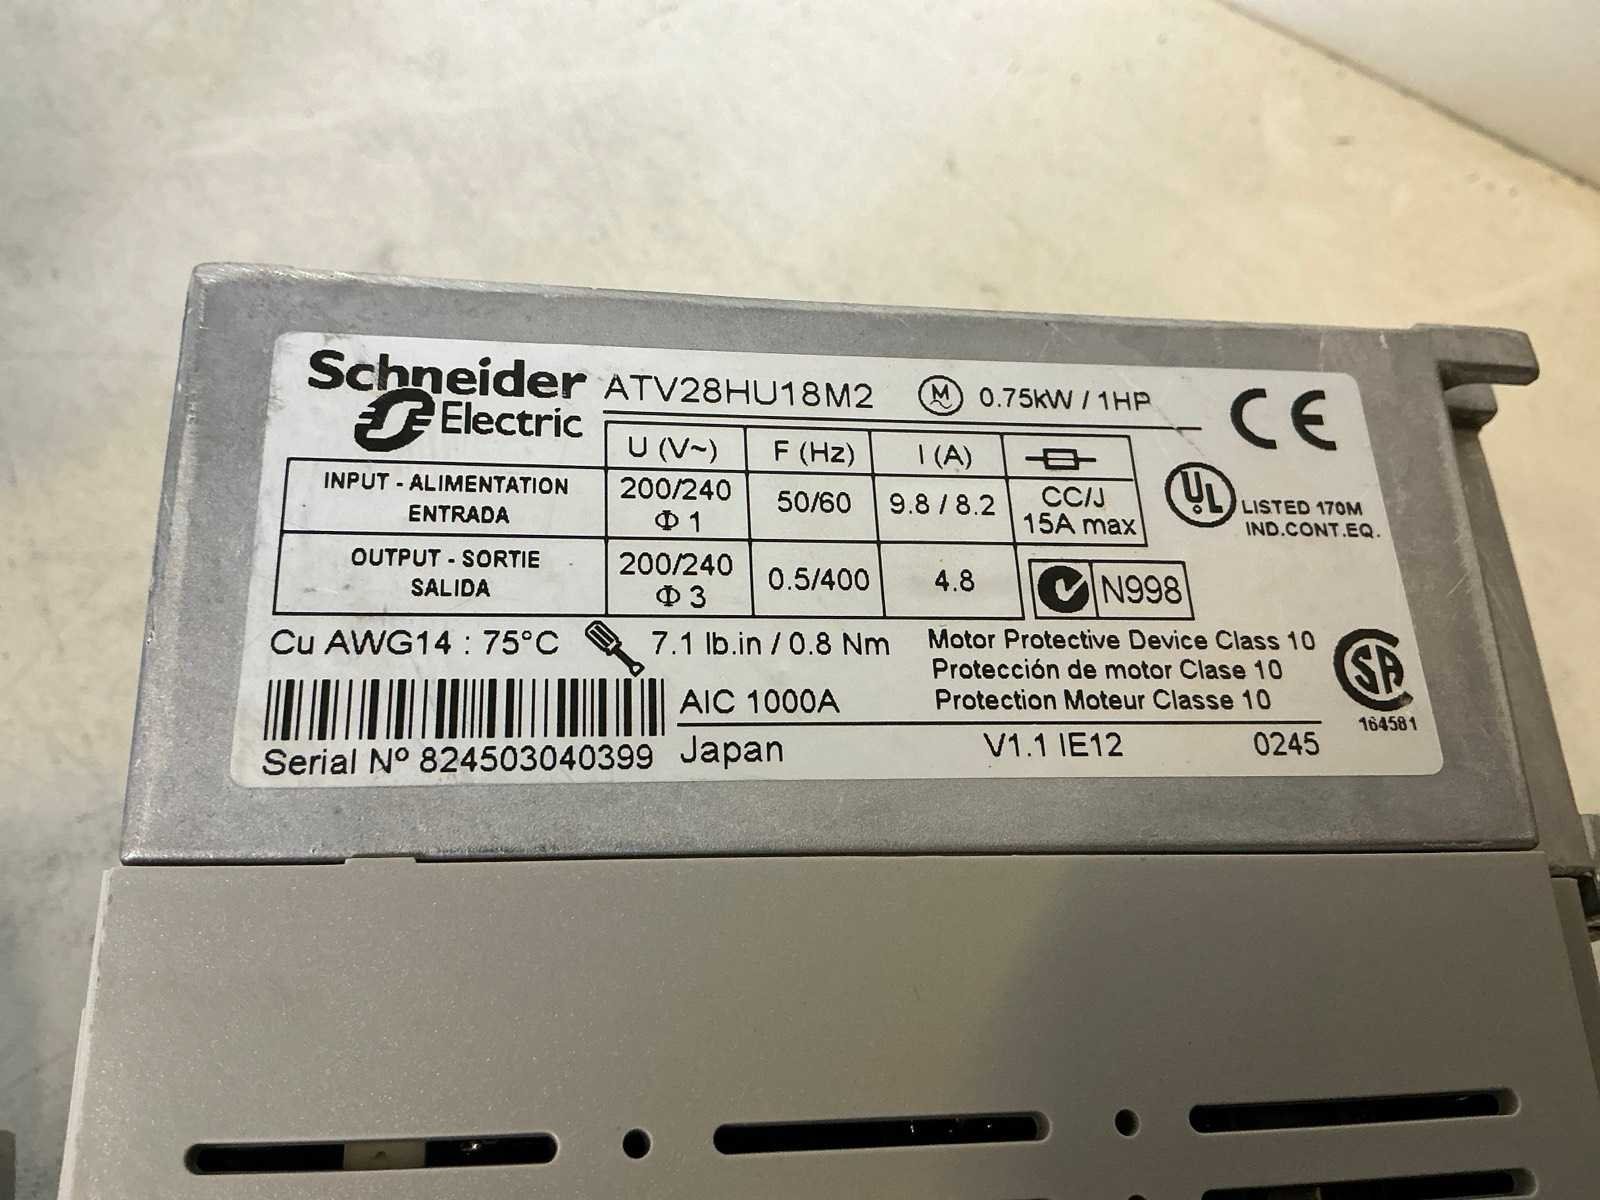 Schneider Electric
ATV28HU18M2 M 0.75kW / 1HP
CE
U (V~) F (Hz) I (A)
INPUT - ALIMENTATION ENTRADA 200/240 Φ 1 50/60 9.8 / 8.2 CC/J 15A max
UL LISTED 170M
IND.CONT.EQ.
OUTPUT - SORTIE SALIDA 200/240 Φ 3 0.5/400 4.8
N998
Cu AWG14 : 75°C 7.1 lb.in / 0.8 Nm
Motor Protective Device Class 10
Protección de motor Clase 10
Protection Moteur Classe 10
SA
164581
AIC 1000A
Serial Nº 824503040399
Japan V1.1 IE12 0245